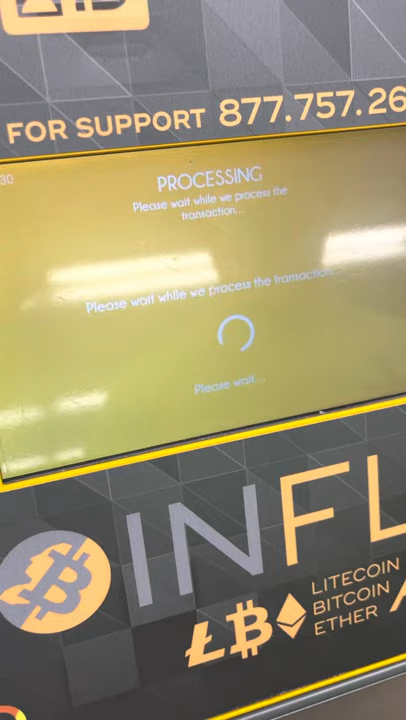 FOR SUPPORT 877.757.26
30
PROCESSING
Please wait while we process the
transaction...
Please wait while we process the transaction...
Please wait...
INFL
LITECOIN
BITCOIN
ETHER